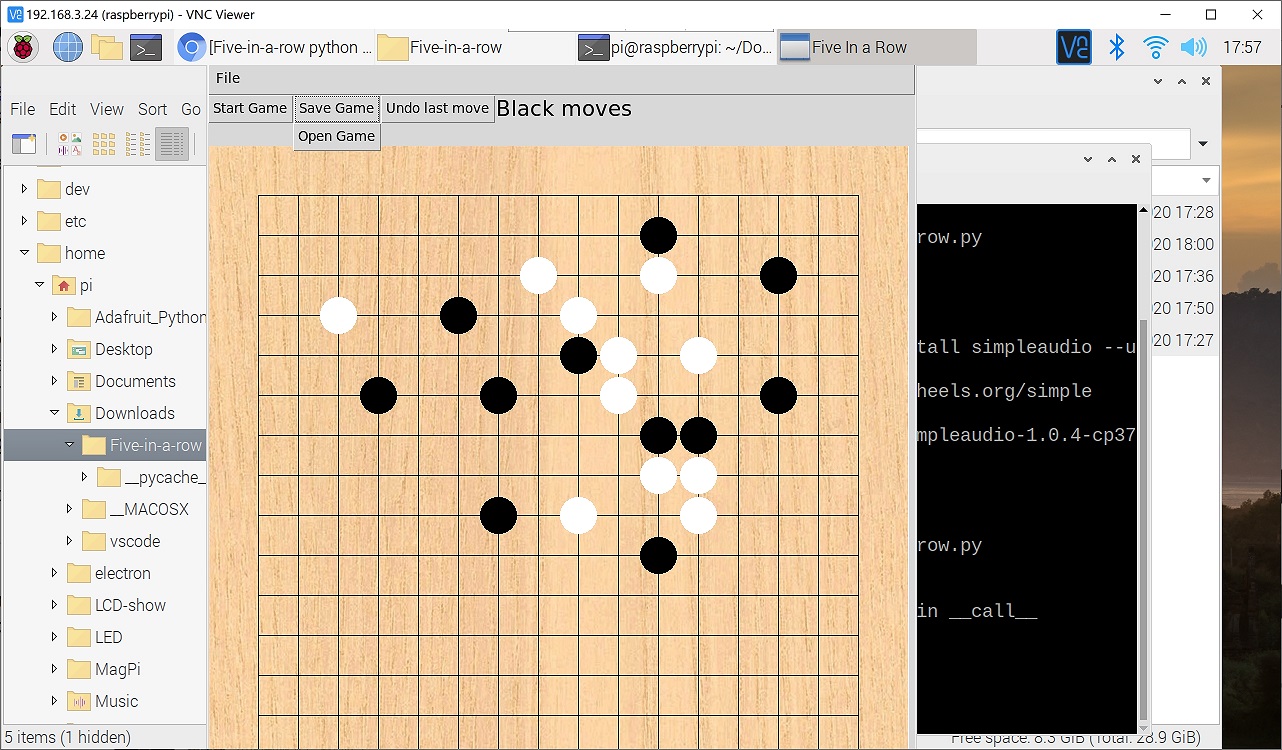 192.168.3.24 (raspberrypi) - VNC Viewer
[Five-in-a-row python ...
Five-in-a-row
pi@raspberrypi: ~/Do...
Five In a Row
17:57
File
Start Game
Save Game
Undo last move
Black moves
Open Game
File Edit View Sort Go
dev
etc
home
pi
Adafruit_Python
Desktop
Documents
Downloads
Five-in-a-row
__pycache_
__MACOSX
vscode
electron
LCD-show
LED
MagPi
Music
5 items (1 hidden)
20 17:28
20 18:00
20 17:36
20 17:50
20 17:27
row.py
tall simpleaudio --u
heels.org/simple
mpleaudio-1.0.4-cp37
row.py
in __call__
Free space: 8.3 GiB (Total: 28.9 GiB)